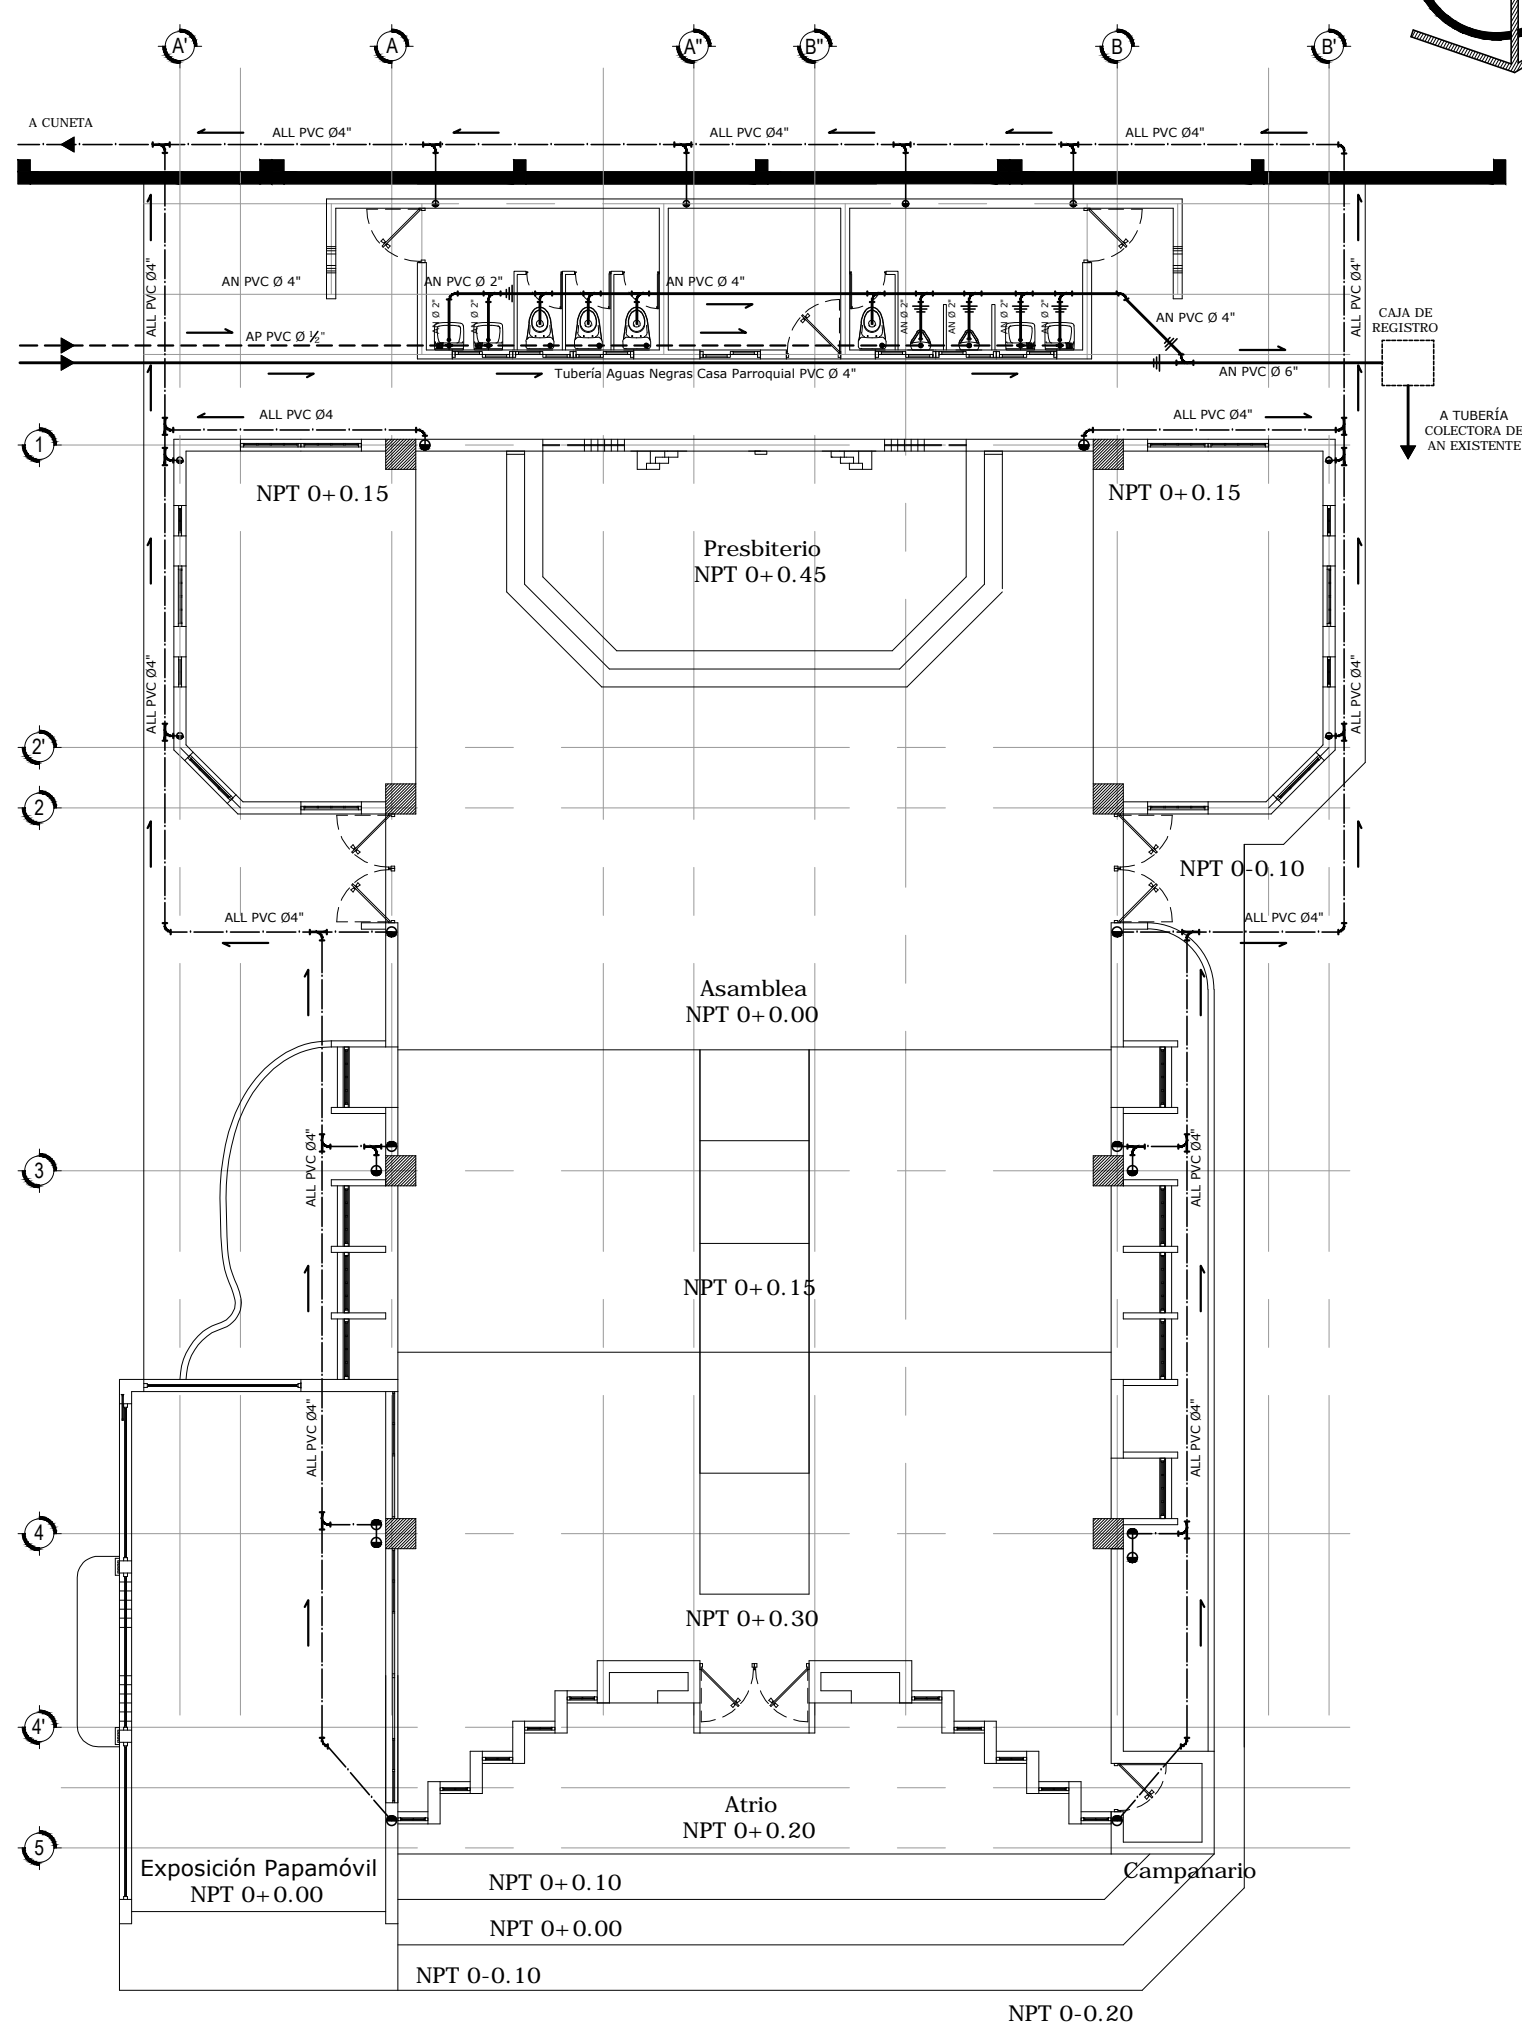 A'
A
A"
B"
B
B'
A CUNETA
ALL PVC Ø4"
ALL PVC Ø4"
ALL PVC Ø4"
ALL PVC Ø4"
ALL PVC Ø4"
AN PVC Ø 4"
AN PVC Ø 2"
AN PVC Ø 4"
AN Ø 2"
AN Ø 2"
AN Ø 2"
AN Ø 2"
AN Ø 2"
AN Ø 2"
AN PVC Ø 4"
CAJA DE
REGISTRO
AP PVC Ø ½"
Tubería Aguas Negras Casa Parroquial PVC Ø 4"
AN PVC Ø 6"
ALL PVC Ø4
ALL PVC Ø4"
A TUBERÍA
COLECTORA DE
AN EXISTENTE
1
NPT 0+0.15
NPT 0+0.15
Presbiterio
NPT 0+0.45
ALL PVC Ø4"
ALL PVC Ø4"
2'
2
NPT 0-0.10
ALL PVC Ø4"
ALL PVC Ø4"
Asamblea
NPT 0+0.00
ALL PVC Ø4"
ALL PVC Ø4"
3
NPT 0+0.15
ALL PVC Ø4"
ALL PVC Ø4"
4
NPT 0+0.30
4'
Atrio
NPT 0+0.20
5
Exposición Papamóvil
NPT 0+0.00
Campanario
NPT 0+0.10
NPT 0+0.00
NPT 0-0.10
NPT 0-0.20